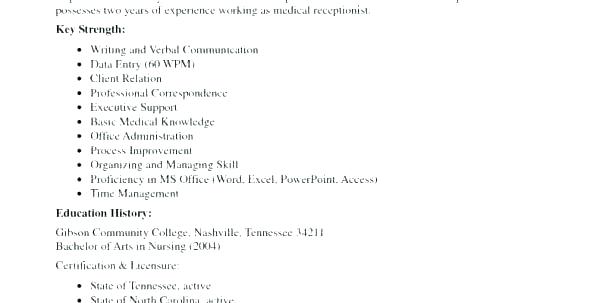 possesses two years of experience working as medical receptionist.
Key Strength:
• Writing and Verbal Communication
• Data Entry (60 WPM)
• Client Relation
• Professional Correspondence
• Executive Support
• Basic Medical Knowledge
• Office Administration
• Process Improvement
• Organizing and Managing Skill
• Proficiency in MS Office (Word, Excel, PowerPoint, Access)
• Time Management
Education History:
Gibson Community College, Nashville, Tennessee 34211
Bachelor of Arts in Nursing (2004)
Certification & Licensure:
• State of Tennessee, active
• State of North Carolina, active